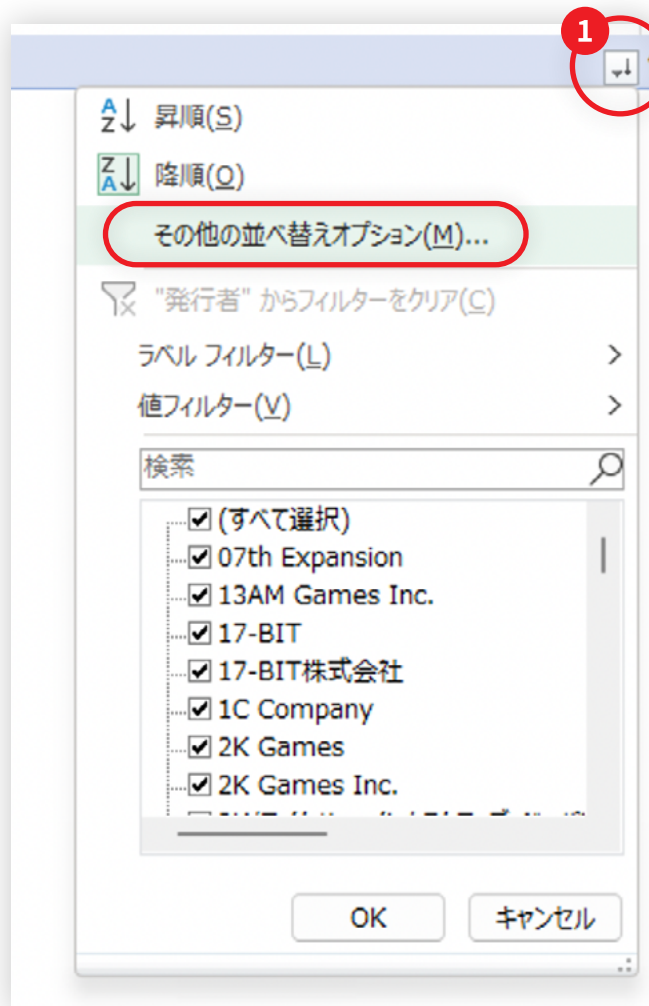 1
昇順(S)
降順(O)
その他の並べ替えオプション(M)...
"発行者" からフィルターをクリア(C)
ラベル フィルター(L)
値フィルター(V)
検索
(すべて選択)
07th Expansion
13AM Games Inc.
17-BIT
17-BIT株式会社
1C Company
2K Games
2K Games Inc.
OK
キャンセル